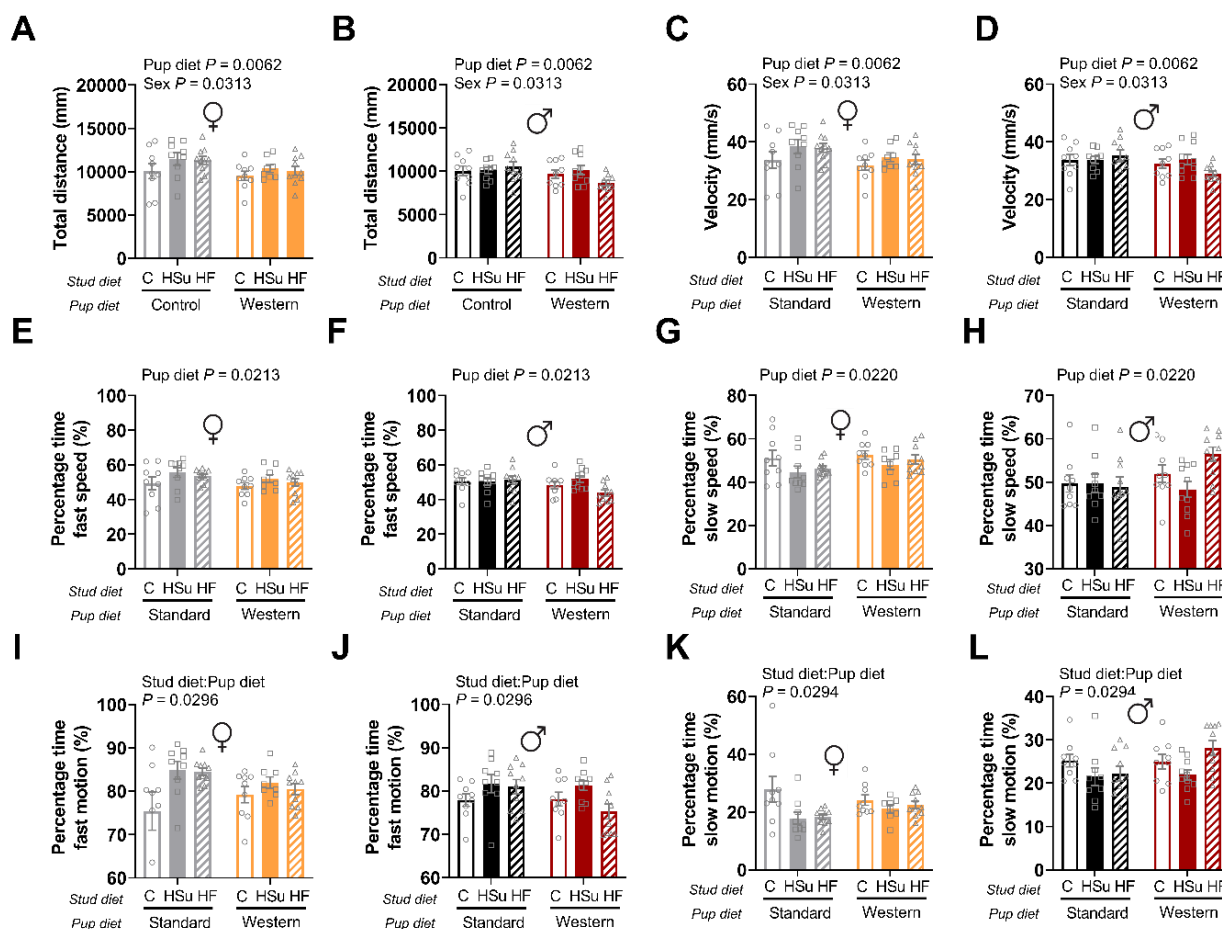 A
Pup diet P = 0.0062
Sex P = 0.0313
♀
Total distance (mm)
20000
15000
10000
5000
0
Stud diet C HSu HF C HSu HF
Pup diet Control Western
B
Pup diet P = 0.0062
Sex P = 0.0313
♂
Total distance (mm)
20000
15000
10000
5000
0
C HSu HF C HSu HF
Control Western
C
Pup diet P = 0.0062
Sex P = 0.0313
♀
Velocity (mm/s)
60
40
20
0
Stud diet C HSu HF C HSu HF
Pup diet Standard Western
D
Pup diet P = 0.0062
Sex P = 0.0313
♂
Velocity (mm/s)
60
40
20
0
Stud diet C HSu HF C HSu HF
Pup diet Standard Western
E
Pup diet P = 0.0213
♀
Percentage time
fast speed (%)
100
80
60
40
20
0
Stud diet C HSu HF C HSu HF
Pup diet Standard Western
F
Pup diet P = 0.0213
♂
Percentage time
fast speed (%)
100
80
60
40
20
0
Stud diet C HSu HF C HSu HF
Pup diet Standard Western
G
Pup diet P = 0.0220
♀
Percentage time
slow speed (%)
80
60
40
20
0
Stud diet C HSu HF C HSu HF
Pup diet Standard Western
H
Pup diet P = 0.0220
♂
Percentage time
slow speed (%)
70
60
50
40
30
Stud diet C HSu HF C HSu HF
Pup diet Standard Western
I
Stud diet:Pup diet
P = 0.0296
♀
Percentage time
fast motion (%)
100
90
80
70
60
Stud diet C HSu HF C HSu HF
Pup diet Standard Western
J
Stud diet:Pup diet
P = 0.0296
♂
Percentage time
fast motion (%)
100
90
80
70
60
Stud diet C HSu HF C HSu HF
Pup diet Standard Western
K
Stud diet:Pup diet
P = 0.0294
♀
Percentage time
slow motion (%)
60
40
20
0
Stud diet C HSu HF C HSu HF
Pup diet Standard Western
L
Stud diet:Pup diet
P = 0.0294
♂
Percentage time
slow motion (%)
40
30
20
10
0
Stud diet C HSu HF C HSu HF
Pup diet Standard Western